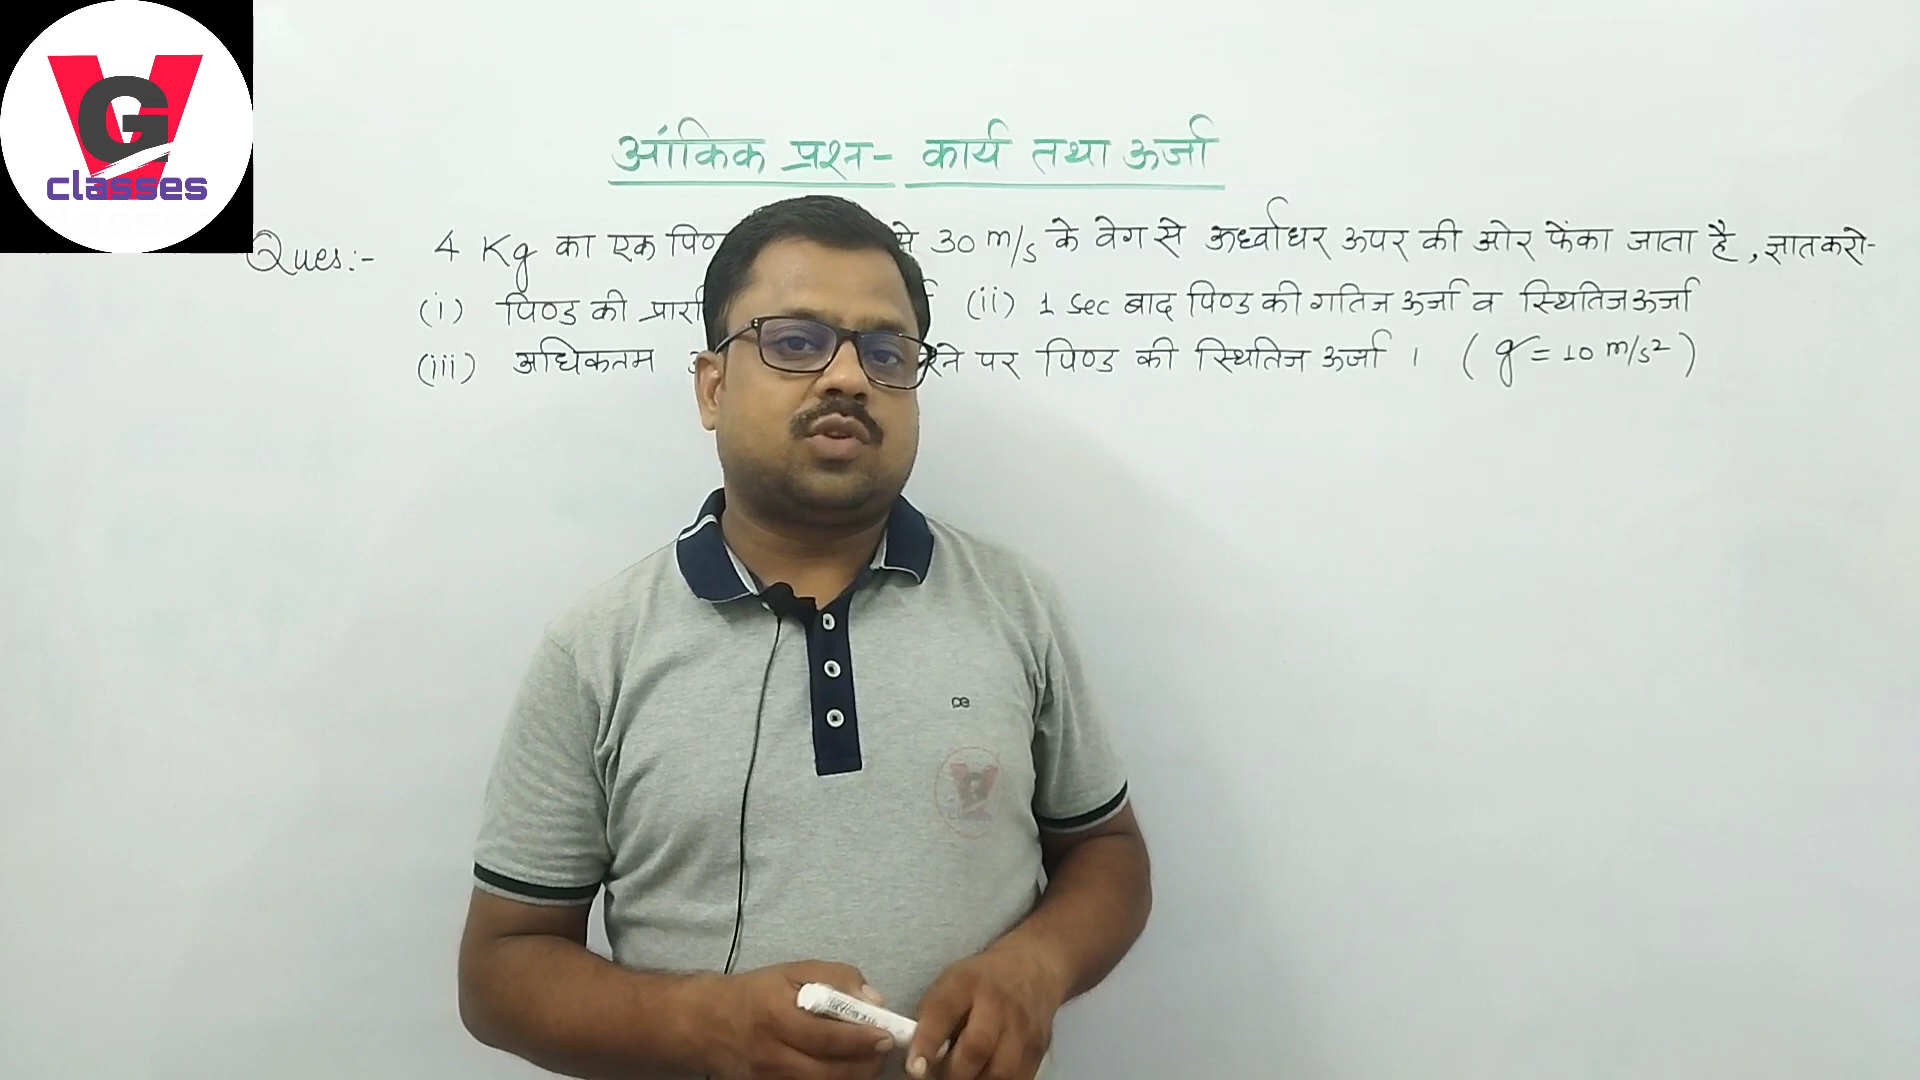 VG
classes
आंकिक प्रश्न- कार्य तथा ऊर्जा
Ques:- 4 Kg का एक से 30 m/s के वेग से ऊर्ध्वाधर ऊपर की ओर फेंका जाता है, ज्ञातकरो-
(i) पिण्ड की (ii) 1 Sec बाद पिण्ड की गतिज ऊर्जा व स्थितिज ऊर्जा
(iii) अधिकतम पर पिण्ड की स्थितिज ऊर्जा । (g = 10 m/s²)